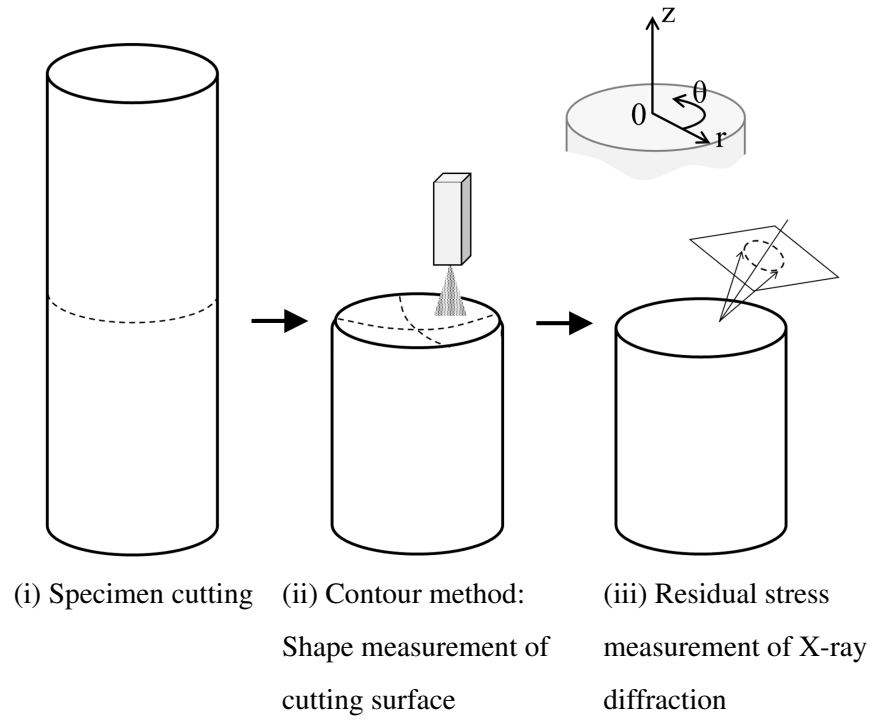 z
θ
0
r
(i) Specimen cutting
(ii) Contour method:
Shape measurement of
cutting surface
(iii) Residual stress
measurement of X-ray
diffraction